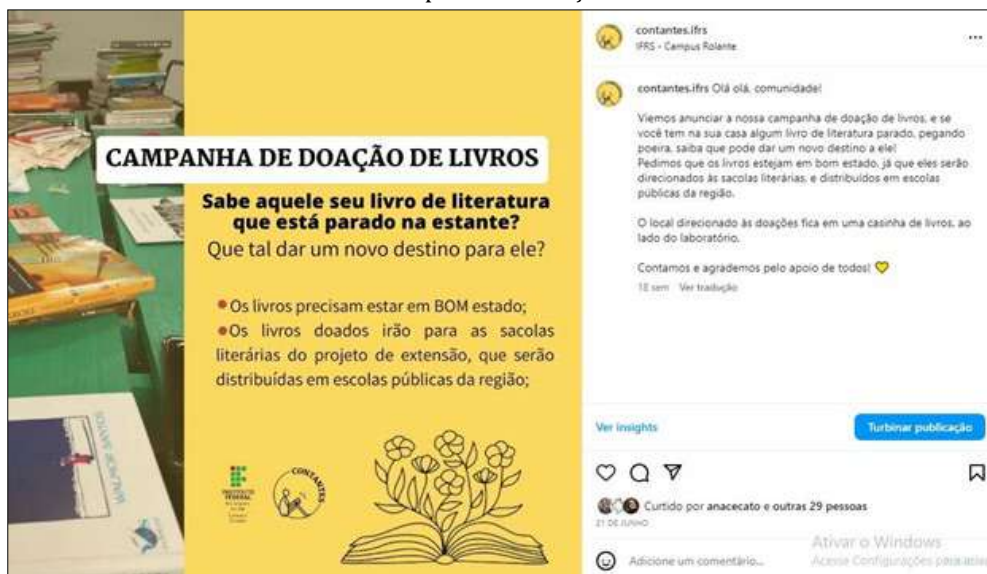 CAMPANHA DE DOAÇÃO DE LIVROS
Sabe aquele seu livro de literatura
que está parado na estante?
Que tal dar um novo destino para ele?
•Os livros precisam estar em BOM estado;
•Os livros doados irão para as sacolas
literárias do projeto de extensão, que serão
distribuídas em escolas públicas da região;
INSTITUTO
FEDERAL
CONTANTES
contantes.ifrs
IFRS - Campus Rolante
contantes.ifrs Olá olá, comunidade!
Viemos anunciar a nossa campanha de doação de livros, e se
você tem na sua casa algum livro de literatura parado, pegando
poeira, saiba que pode dar um novo destino a ele!
Pedimos que os livros estejam em bom estado, já que eles serão
direcionados às sacolas literárias, e distribuídos em escolas
públicas da região.
O local direcionado às doações fica em uma casinha de livros, ao
lado do laboratório.
Contamos e agrademos pelo apoio de todos! 💛
18 sem Ver tradução
Ver insights
Turbinar publicação
Curtido por anacecato e outras 29 pessoas
21 DE JUNHO
Adicione um comentário...
Ativar o Windows
Acesse Configurações para